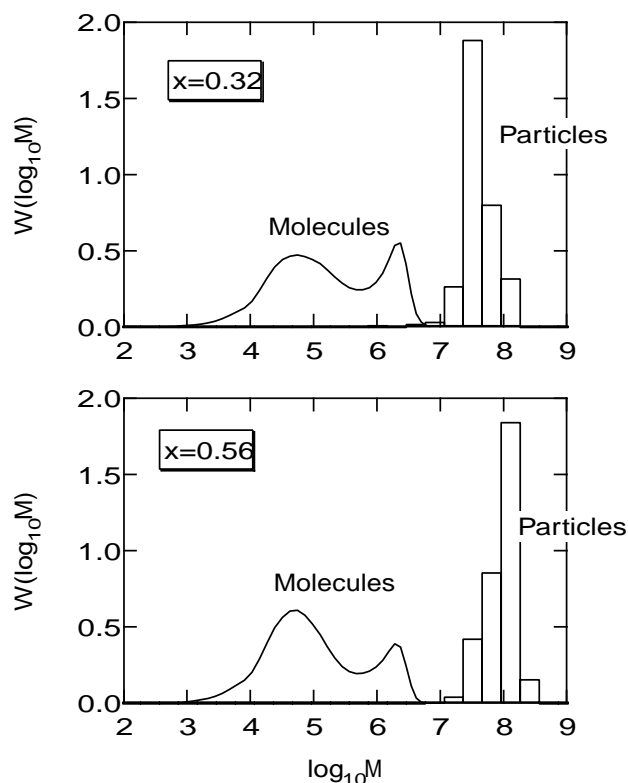 2.0
x=0.32
1.5
Particles
1.0
W(log₁₀M)
Molecules
0.5
0.0
2 3 4 5 6 7 8 9
2.0
x=0.56
1.5
Particles
1.0
W(log₁₀M)
Molecules
0.5
0.0
2 3 4 5 6 7 8 9
log₁₀M